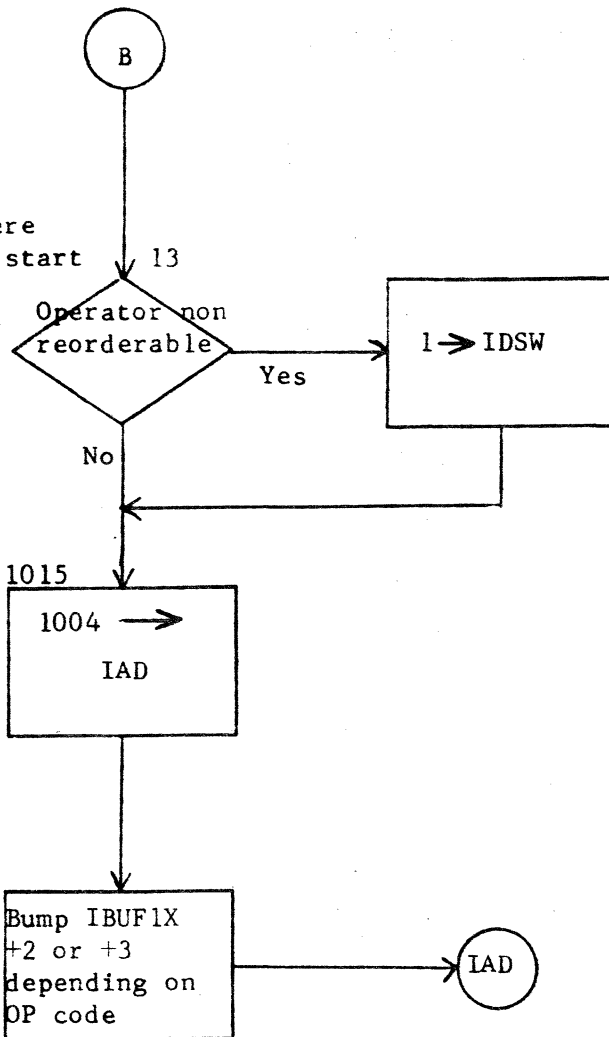 B
start 13
Operator non
reorderable
1→ IDSW
Yes
No
1015
1004 →
IAD
Bump IBUF1X
+2 or +3
depending on
OP code
IAD